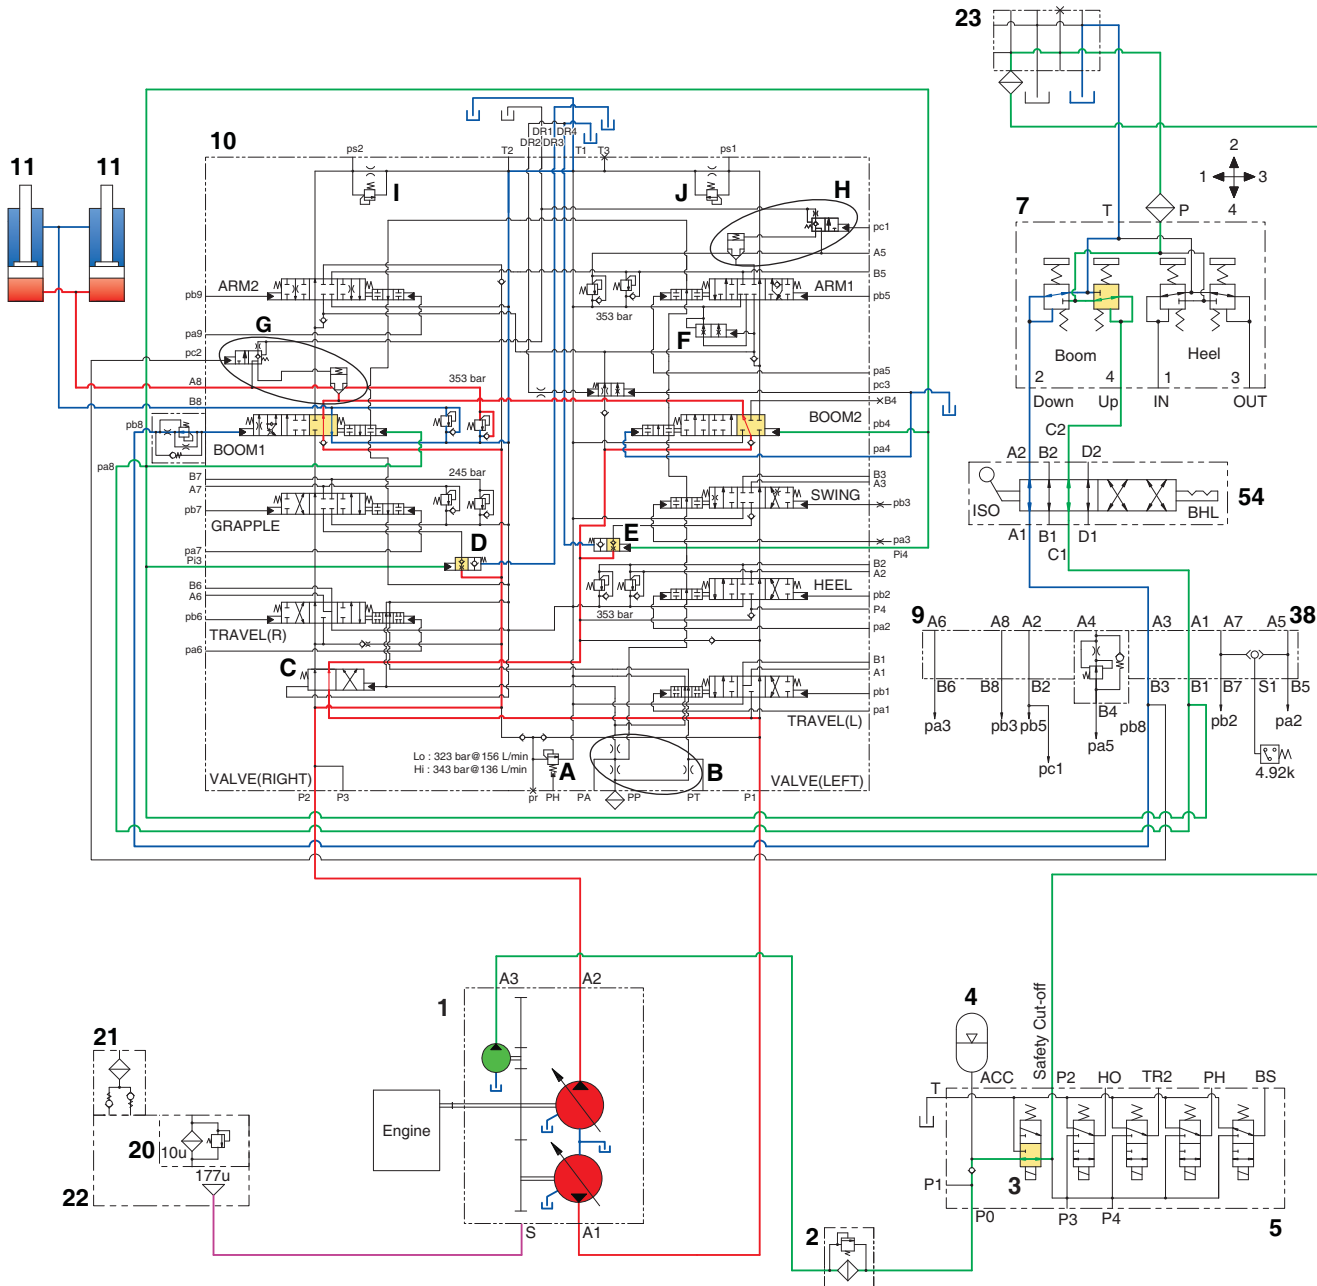 23
11 11
10
ps2 T2 DR1 DR4 DR2 DR3 T1 T3 ps1
I J H
pc1
A5
B5
ARM2 ARM1
pb9 pb5
353 bar
pa9
G F
pc2
pa5
A8 353 bar pc3
B8 B4
pb8 BOOM1 BOOM2 pb4
pa8 pa4
B7 245 bar B3
A7 A3
pb7 GRAPPLE SWING pb3
D E
pa7 pa3
Pi3 Pi4
B6 B2
A6 A2
pb6 HEEL pb2
353 bar P4
TRAVEL(R) pa2
pa6
C B1
A1
pb1
pa1
TRAVEL(L)
Lo : 323 bar@156 L/min
Hi : 343 bar@136 L/min
A B
VALVE(RIGHT) VALVE(LEFT)
P2 P3 pr PH PA PP PT P1
2
1 3
4
7 T P
Boom Heel
2 4 1 3
Down Up IN OUT
C2
A2 B2 D2
ISO BHL 54
A1 B1 D1
C1
9 A6 A8 A2 A4 A3 A1 A7 A5 38
B6 B8 B2 B4 B3 B1 B7 S1 B5
pa3 pb3 pb5 pa5 pb8 pb2 pa2
pc1 4.92k
A3 A2
1
Engine
S A1
21
20 10u
177u
22
2
4
Safety Cut-off
T ACC P2 HO TR2 PH BS
3
P1
P0 P3 P4 5